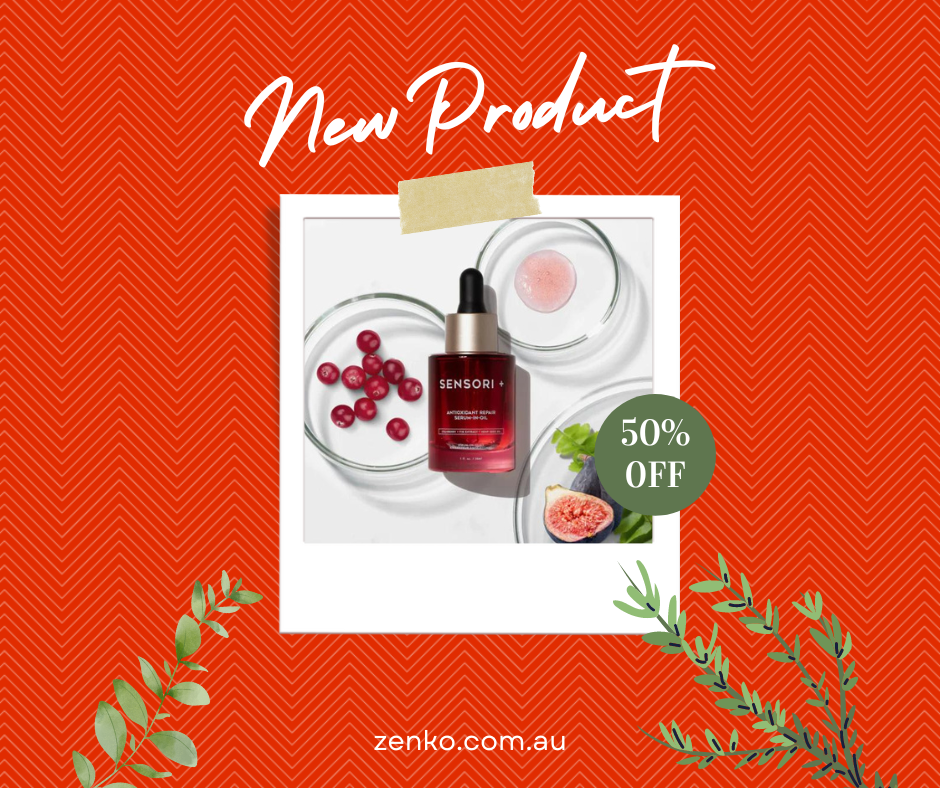 New Product
SENSORI +
ANTIOXIDANT REPAIR
SERUM-IN-OIL
50%
OFF
zenko.com.au